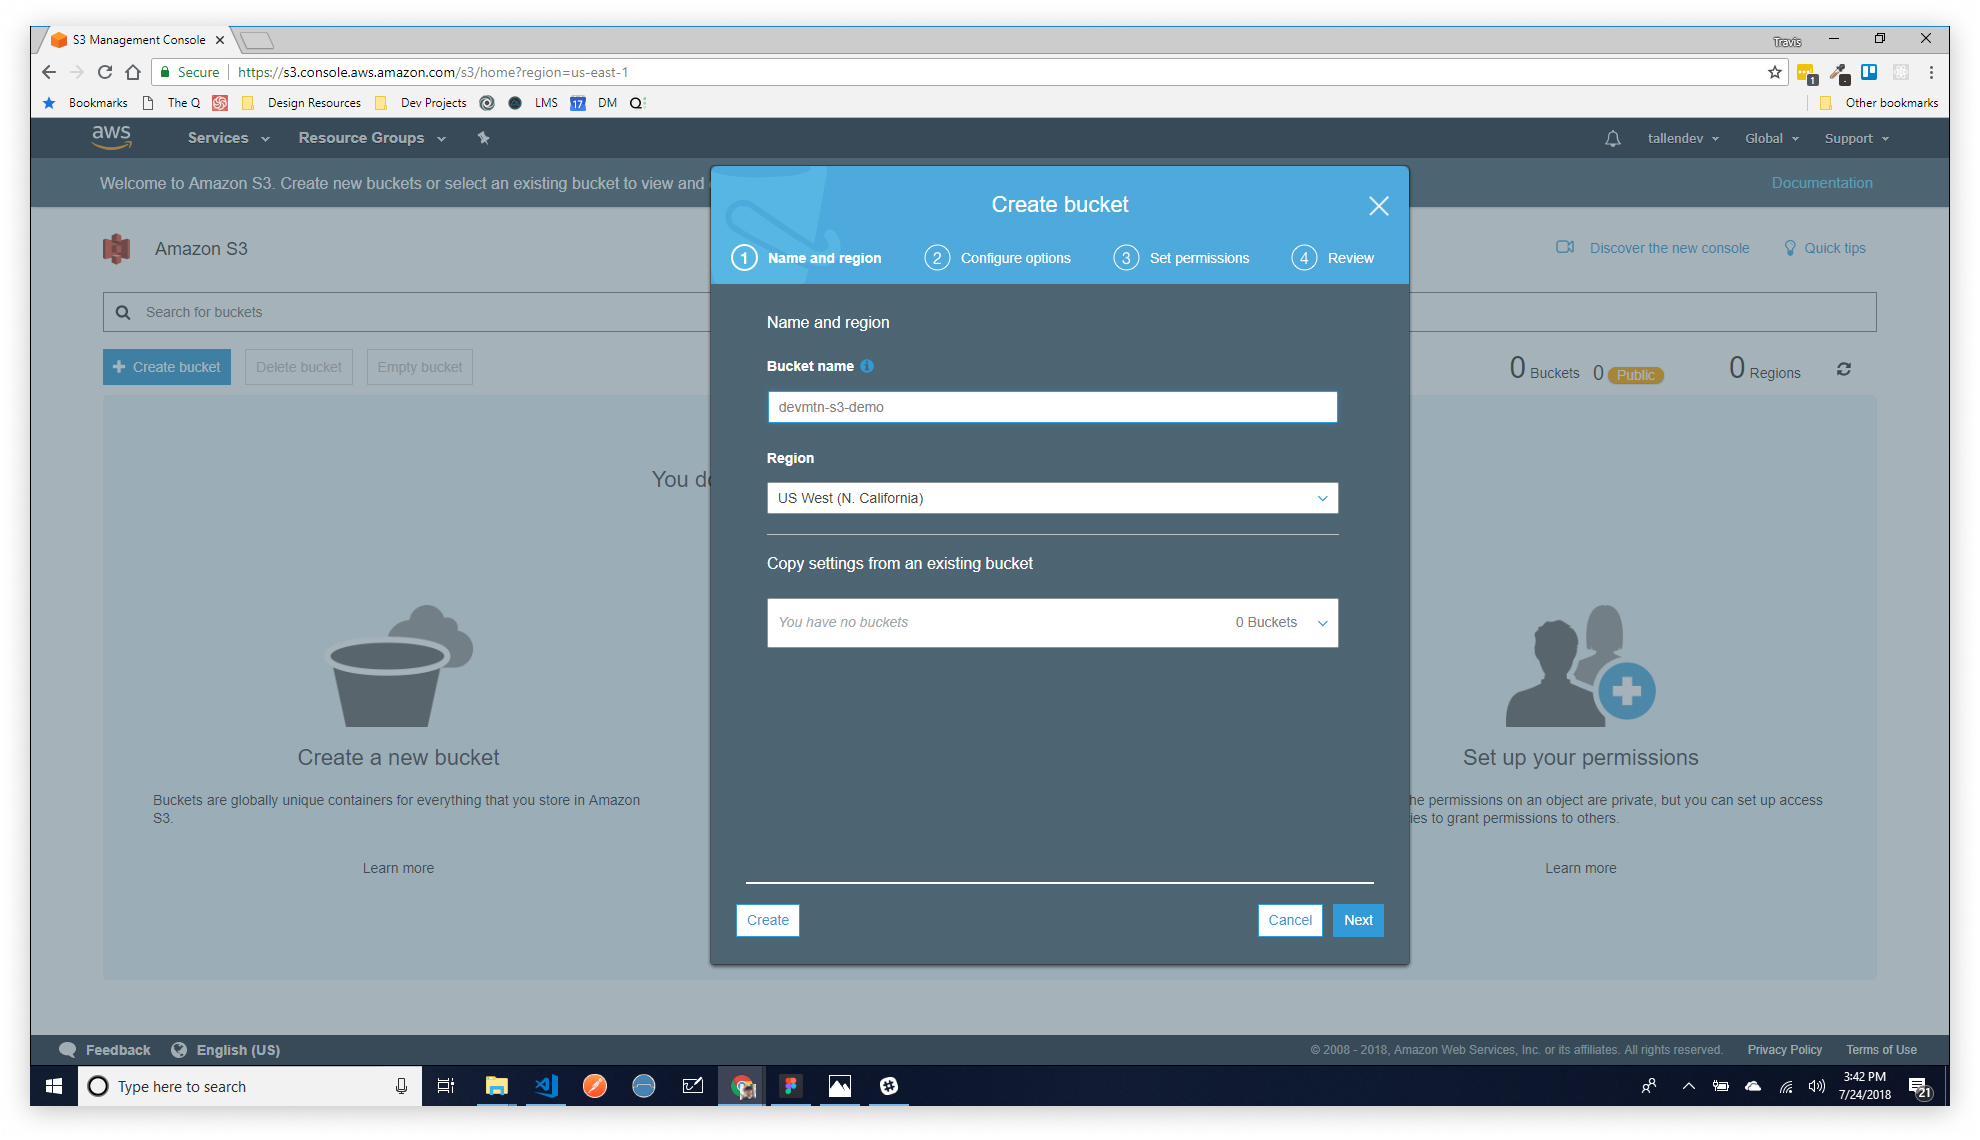 S3 Management Console
Travis
Secure
https://s3.console.aws.amazon.com/s3/home?region=us-east-1
1
Bookmarks
The Q
Design Resources
Dev Projects
LMS
17
DM
Q
Other bookmarks
aws
Services
Resource Groups
tallendev
Global
Support
Welcome to Amazon S3. Create new buckets or select an existing bucket to view and
Documentation
Amazon S3
Discover the new console
Quick tips
Search for buckets
Create bucket
Delete bucket
Empty bucket
0 Buckets
0 Public
0 Regions
You do
Create a new bucket
Buckets are globally unique containers for everything that you store in Amazon
S3.
Learn more
Create bucket
1 Name and region
2 Configure options
3 Set permissions
4 Review
Name and region
Bucket name
devmtn-s3-demo
Region
US West (N. California)
Copy settings from an existing bucket
You have no buckets
0 Buckets
Create
Cancel
Next
Set up your permissions
he permissions on an object are private, but you can set up access
ies to grant permissions to others.
Learn more
Feedback
English (US)
© 2008 - 2018, Amazon Web Services, Inc. or its affiliates. All rights reserved.
Privacy Policy
Terms of Use
Type here to search
3:42 PM
7/24/2018
21